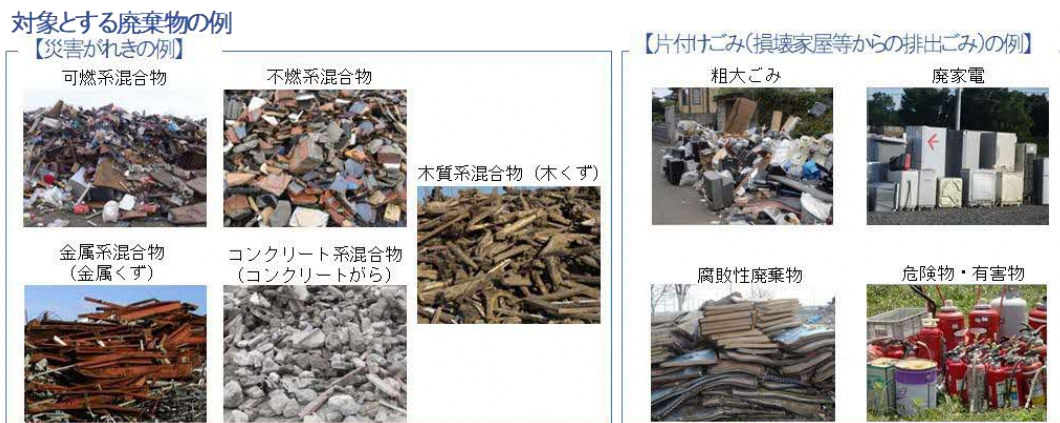 対象とする廃棄物の例
【災害がれきの例】
可燃系混合物
不燃系混合物
木質系混合物（木くず）
金属系混合物
（金属くず）
コンクリート系混合物
（コンクリートがら）
【片付けごみ（損壊家屋等からの排出ごみ）の例】
粗大ごみ
廃家電
腐敗性廃棄物
危険物・有害物